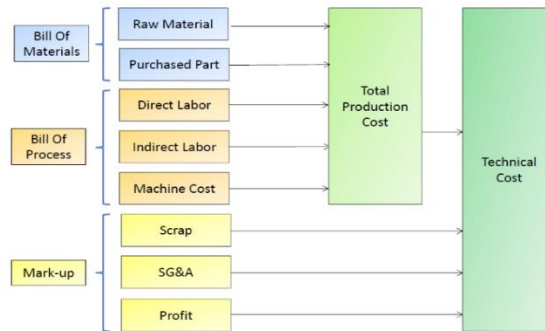 Bill Of
Materials
Raw Material
Purchased Part
Bill Of
Process
Direct Labor
Indirect Labor
Machine Cost
Mark-up
Scrap
SG&A
Profit
Total
Production
Cost
Technical
Cost